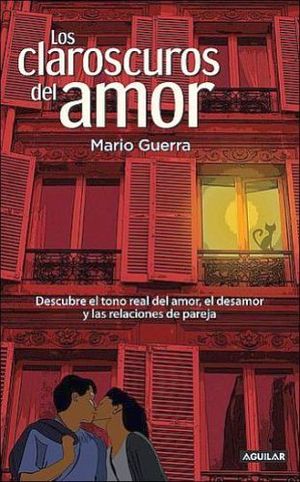 Los
claroscuros
del amor
Mario Guerra
Descubre el tono real del amor, el desamor
y las relaciones de pareja
AGUILAR